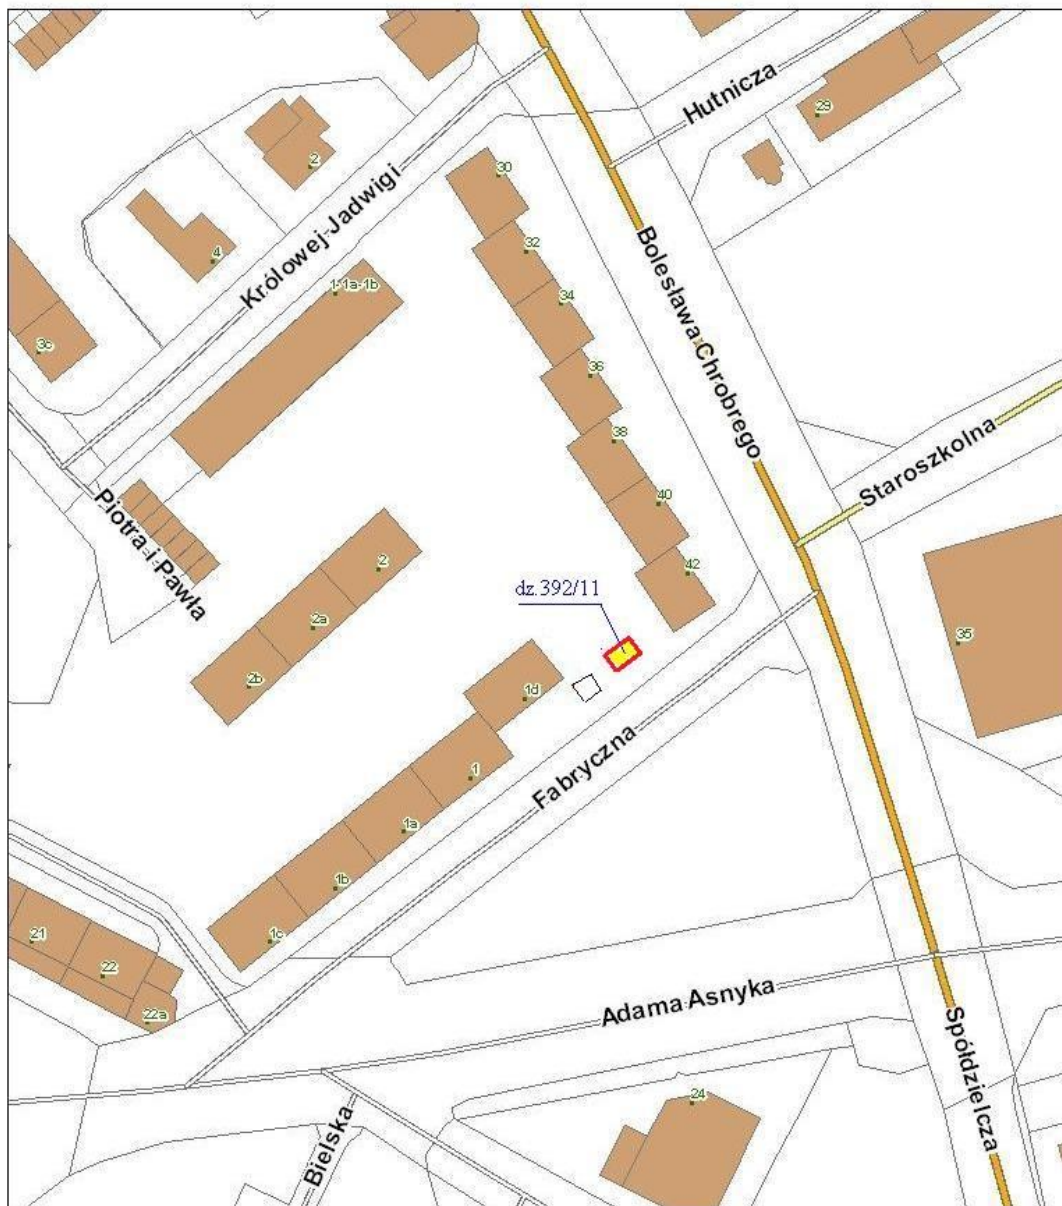 Hutnicza
29
2
30
Królowej Jadwigi
4
32
Bolesława Chrobrego
1-1a-1b
34
3c
36
38
Staroszkolna
40
Piotra i Pawła
2
42
dz.392/11
2a
35
2b
1d
Fabryczna
1
1a
1b
21
1c
22
Adama Asnyka
22a
Spółdzielcza
24
Bielska